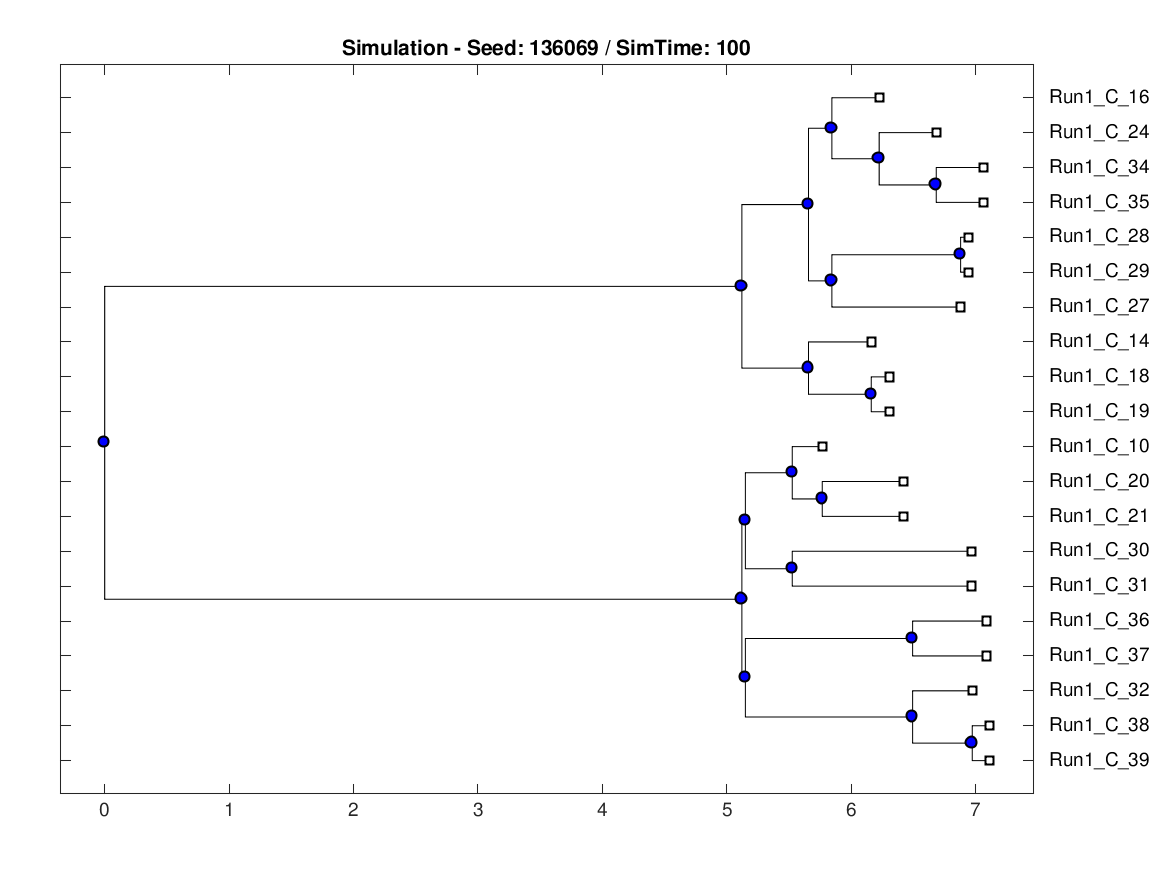 Simulation - Seed: 136069 / SimTime: 100
Run1_C_16
Run1_C_24
Run1_C_34
Run1_C_35
Run1_C_28
Run1_C_29
Run1_C_27
Run1_C_14
Run1_C_18
Run1_C_19
Run1_C_10
Run1_C_20
Run1_C_21
Run1_C_30
Run1_C_31
Run1_C_36
Run1_C_37
Run1_C_32
Run1_C_38
Run1_C_39
0 1 2 3 4 5 6 7